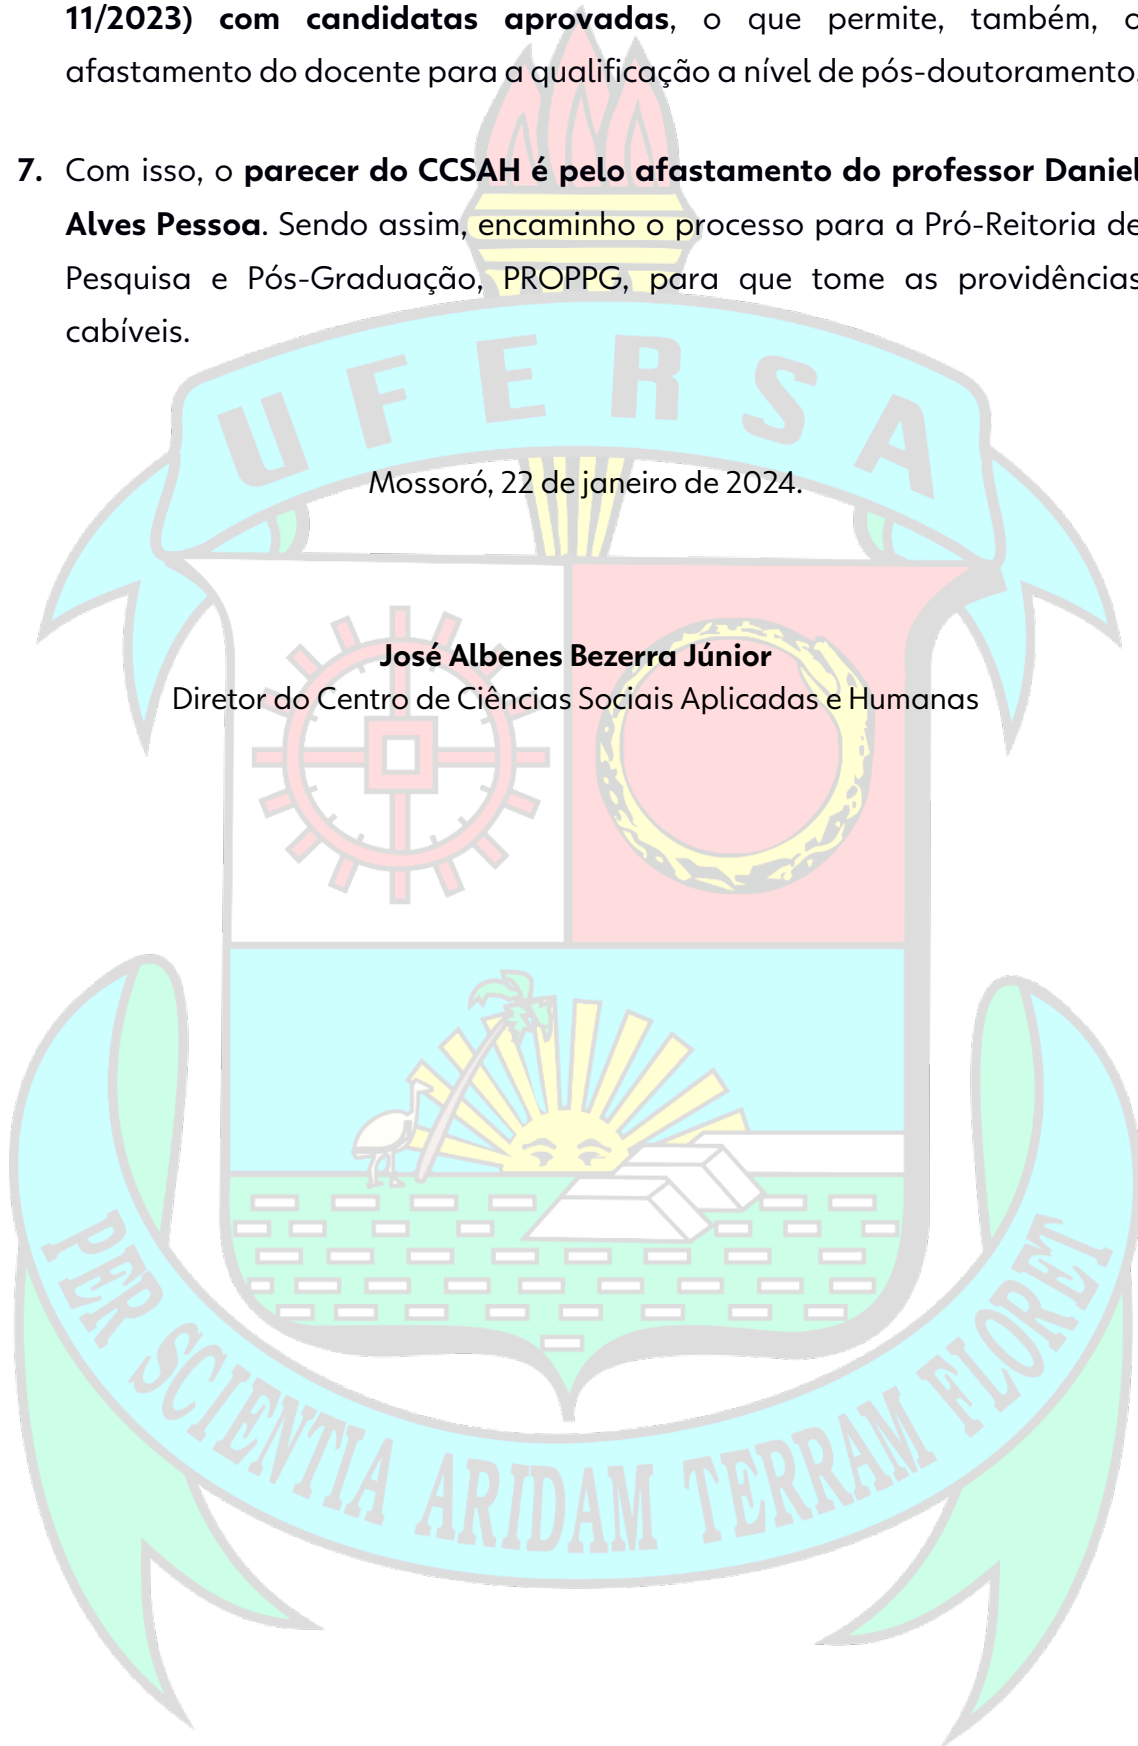 11/2023) com candidatas aprovadas, o que permite, também, o
afastamento do docente para a qualificação a nível de pós-doutoramento.
7. Com isso, o parecer do CCSAH é pelo afastamento do professor Daniel
Alves Pessoa. Sendo assim, encaminho o processo para a Pró-Reitoria de
Pesquisa e Pós-Graduação, PROPPG, para que tome as providências
cabíveis.
UFERSA
Mossoró, 22 de janeiro de 2024.
José Albenes Bezerra Júnior
Diretor do Centro de Ciências Sociais Aplicadas e Humanas
PER SCIENTIA ARIDAM TERRAM FLORET